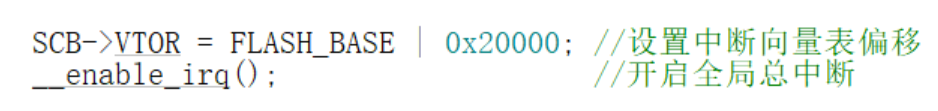 SCB->VTOR = FLASH_BASE | 0x20000; //设置中断向量表偏移
__enable_irq(); //开启全局总中断